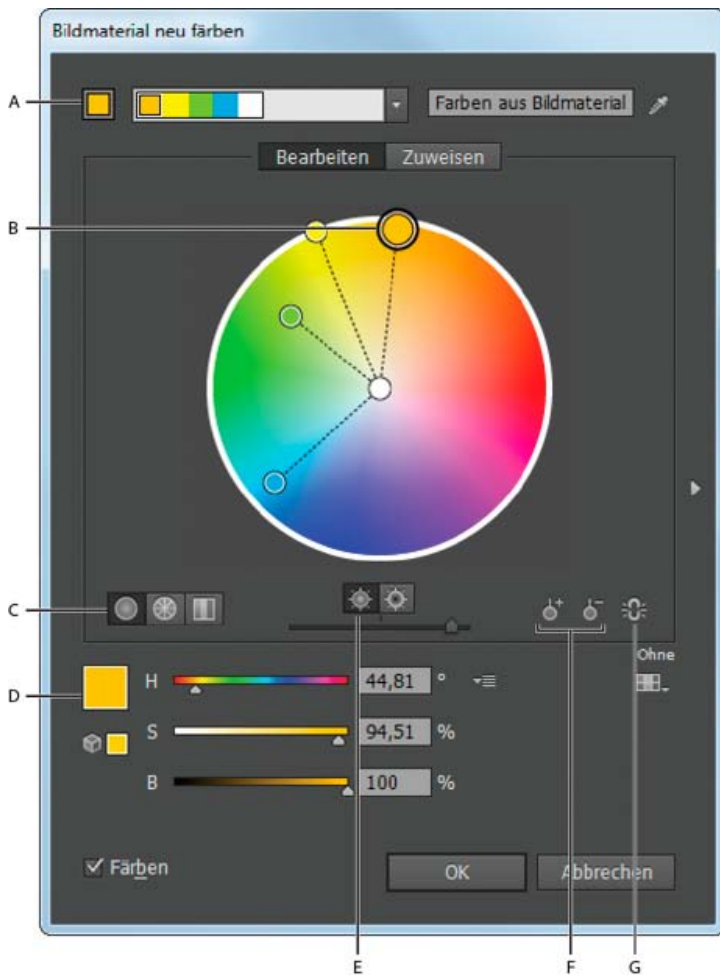 Bildmaterial neu färben
A
Farben aus Bildmaterial
Bearbeiten Zuweisen
B
C
Ohne
D
H 44,81 °
S 94,51 %
B 100 %
Färben
OK Abbrechen
E F G